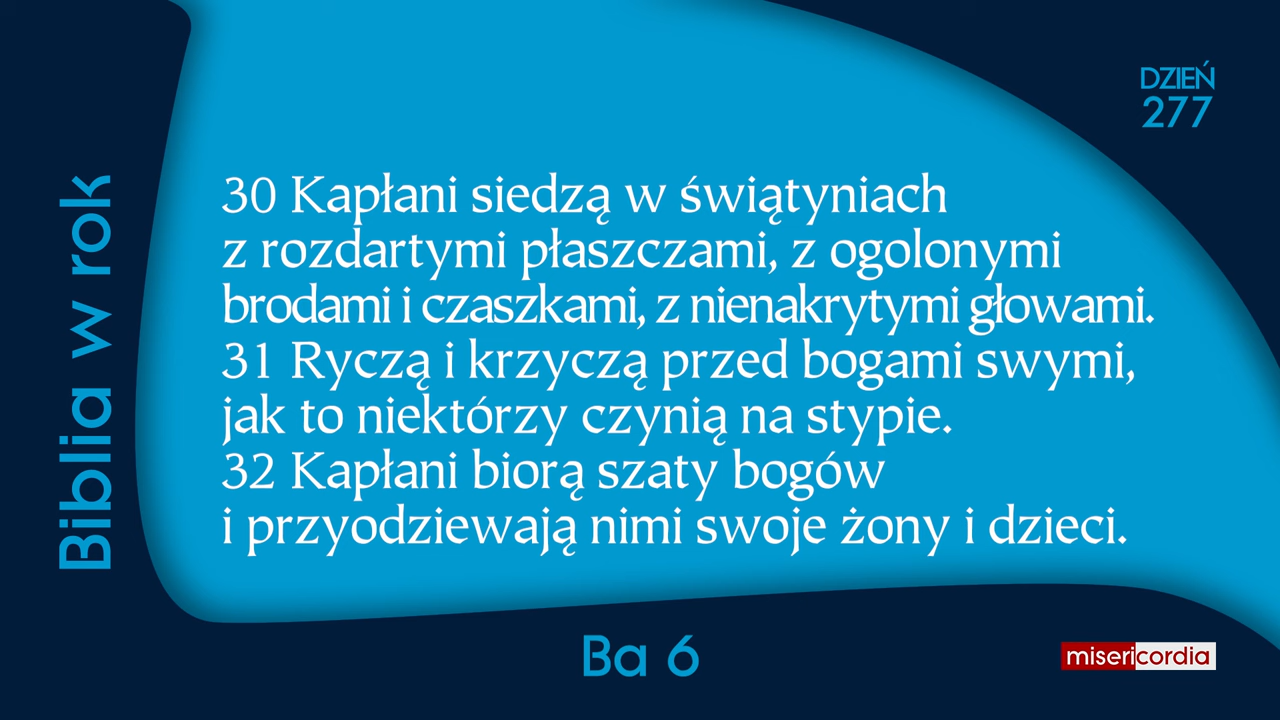 DZIEŃ
277
Biblia w rok
30 Kapłani siedzą w świątyniach
z rozdartymi płaszczami, z ogolonymi
brodami i czaszkami, z nienakrytymi głowami.
31 Ryczą i krzyczą przed bogami swymi,
jak to niektórzy czynią na stypie.
32 Kapłani biorą szaty bogów
i przyodziewają nimi swoje żony i dzieci.
Ba 6
misericordia